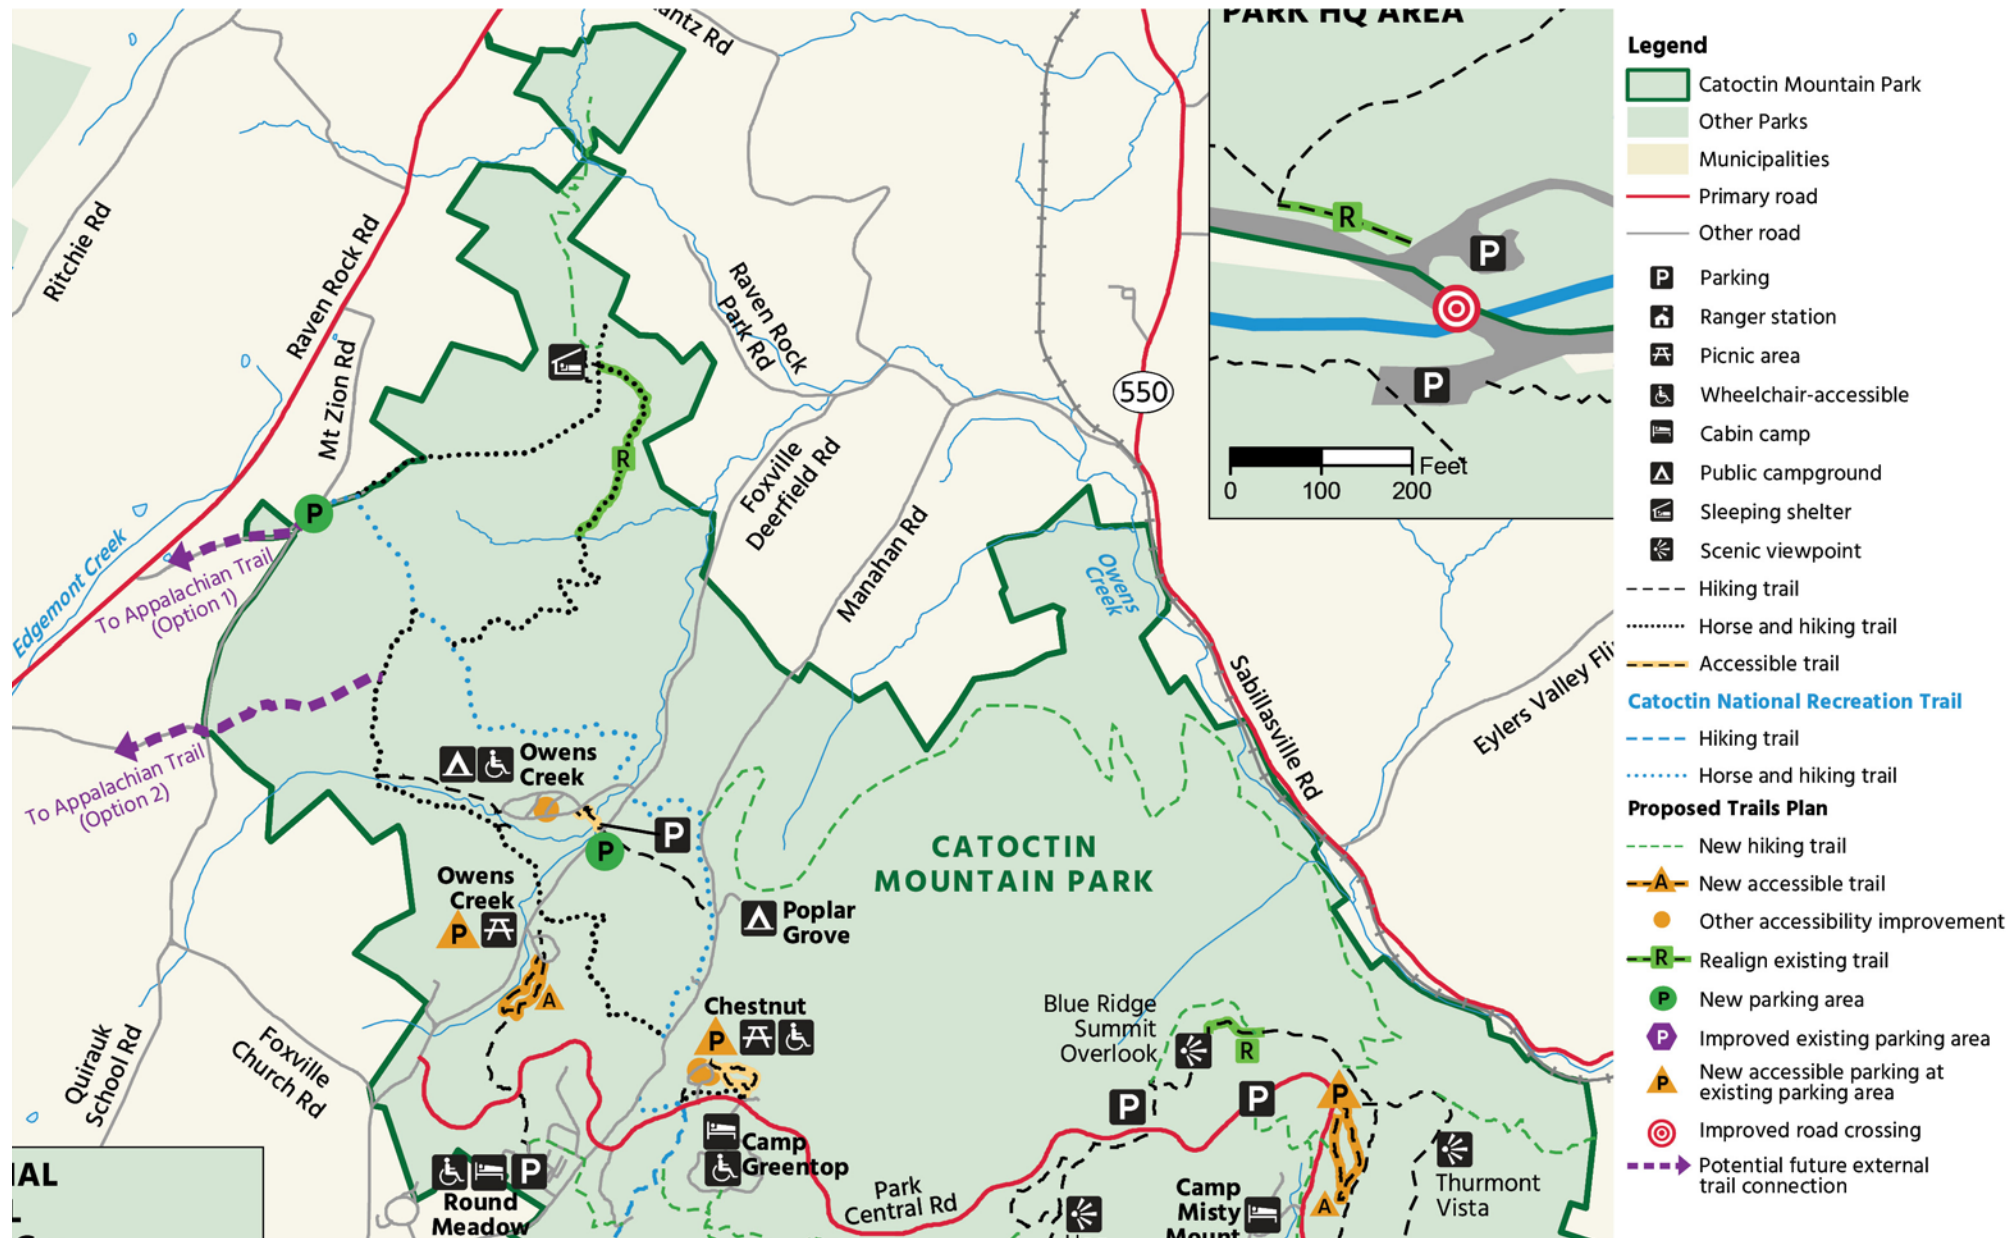 antz Rd
PARK HQ AREA
Ritchie Rd
Raven Rock Rd
Mt Zion Rd
Raven Rock
Park Rd
550
R
P
P
Feet
0 100 200
R
P
Foxville
Deerfield Rd
Manahan Rd
Edgemont Creek
To Appalachian Trail
(Option 1)
Owens
Creek
Sabillasville Rd
Eylers Valley Fli
To Appalachian Trail
(Option 2)
Owens
Creek
P
P
CATOCTIN
MOUNTAIN PARK
Owens
Creek
P
Poplar
Grove
A
Quirauk
School Rd
Foxville
Church Rd
Chestnut
P
Blue Ridge
Summit
Overlook
R
P
P
P
Camp
Greentop
P
Round
Meadow
Park
Central Rd
Camp
Misty
Mount
A
Thurmont
Vista
Legend
Catoctin Mountain Park
Other Parks
Municipalities
Primary road
Other road
P Parking
Ranger station
Picnic area
Wheelchair-accessible
Cabin camp
Public campground
Sleeping shelter
Scenic viewpoint
Hiking trail
Horse and hiking trail
Accessible trail
Catoctin National Recreation Trail
Hiking trail
Horse and hiking trail
Proposed Trails Plan
New hiking trail
A New accessible trail
Other accessibility improvement
R Realign existing trail
P New parking area
P Improved existing parking area
P New accessible parking at
existing parking area
Improved road crossing
Potential future external
trail connection